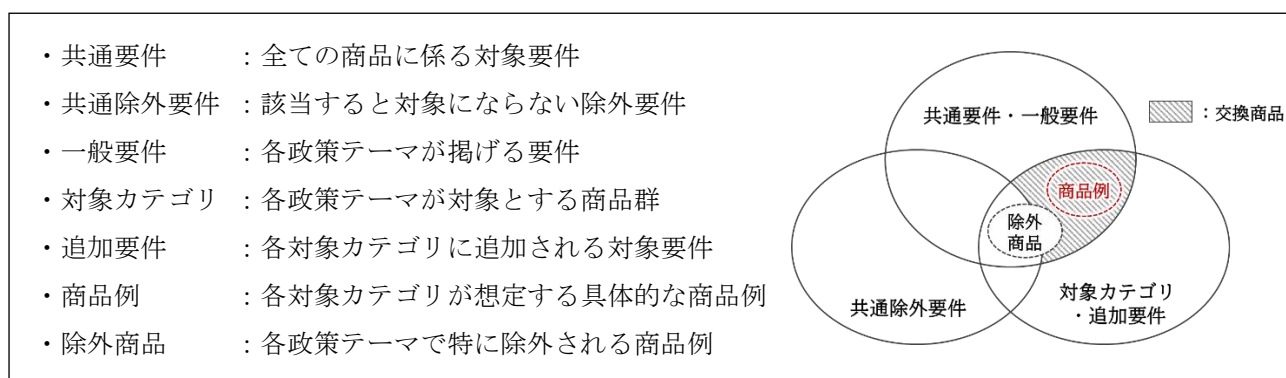 ・共通要件　　：全ての商品に係る対象要件
・共通除外要件：該当すると対象にならない除外要件
・一般要件　　：各政策テーマが掲げる要件
・対象カテゴリ：各政策テーマが対象とする商品群
・追加要件　　：各対象カテゴリに追加される対象要件
・商品例　　　：各対象カテゴリが想定する具体的な商品例
・除外商品　　：各政策テーマで特に除外される商品例
共通要件・一般要件
：交換商品
商品例
除外
商品
共通除外要件
対象カテゴリ
・追加要件